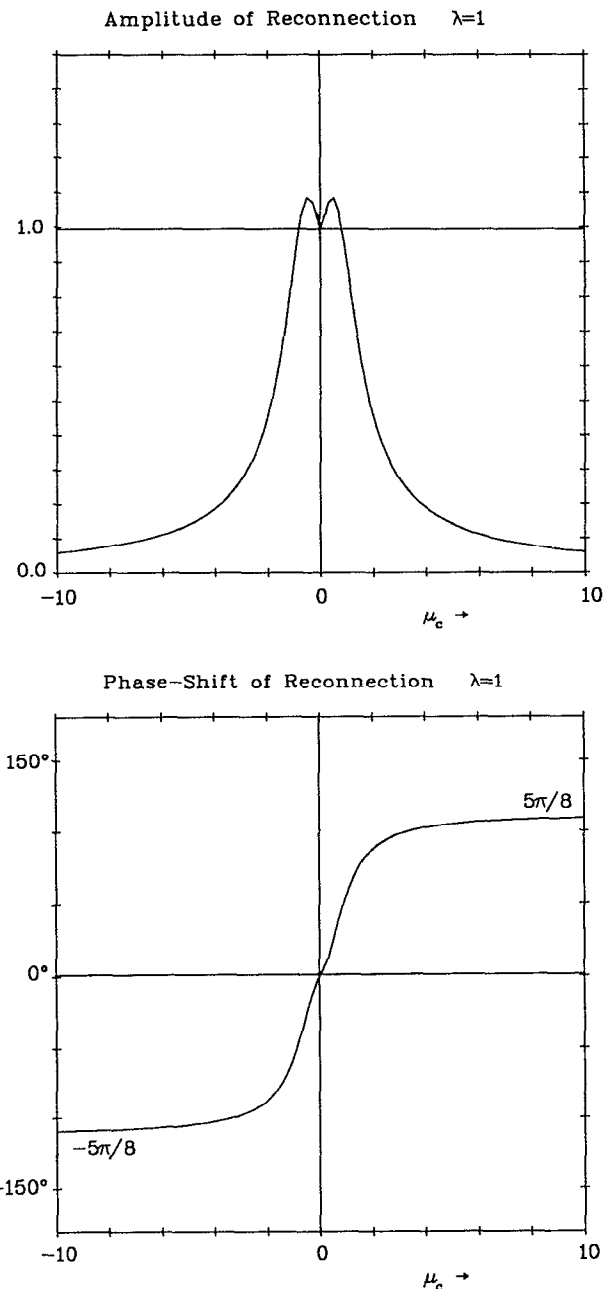 Amplitude of Reconnection λ=1
1.0
0.0
-10 0 10
μc →
Phase-Shift of Reconnection λ=1
150°
5π/8
0°
-5π/8
-150°
-10 0 10
μc →